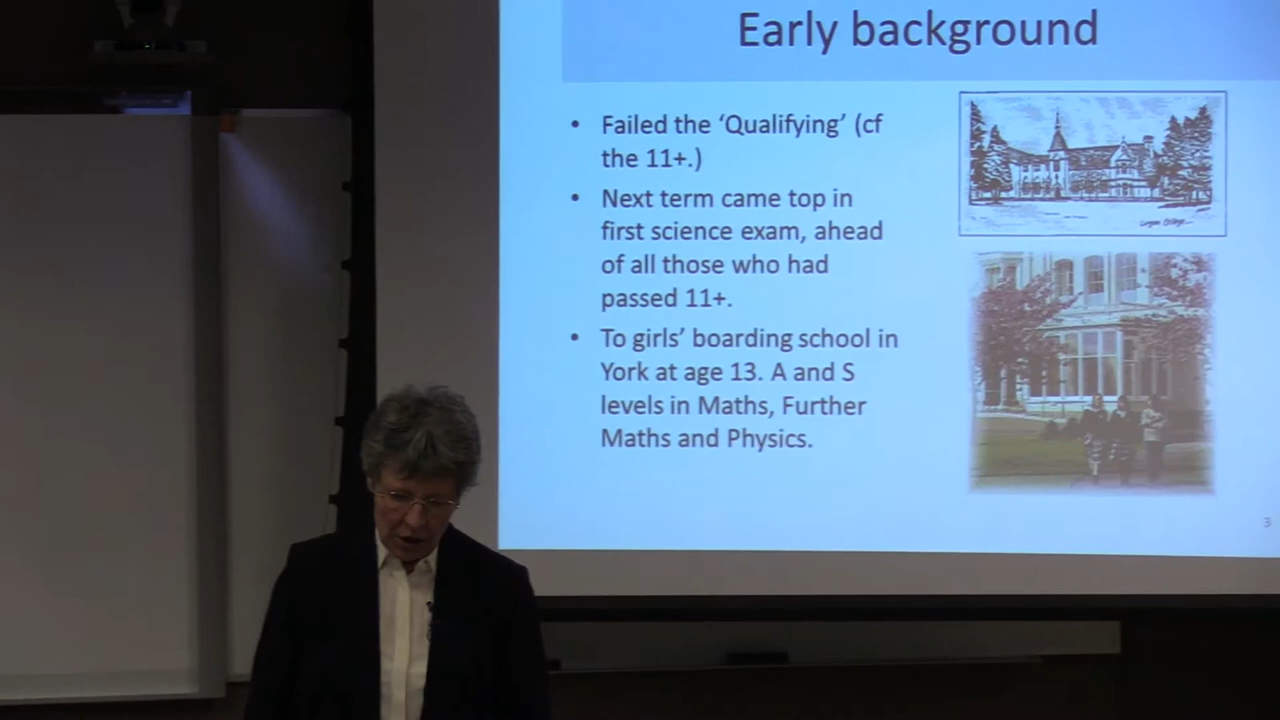 Early background
• Failed the ‘Qualifying’ (cf
the 11+.)
• Next term came top in
first science exam, ahead
of all those who had
passed 11+.
• To girls’ boarding school in
York at age 13. A and S
levels in Maths, Further
Maths and Physics.
Lurgan College
3